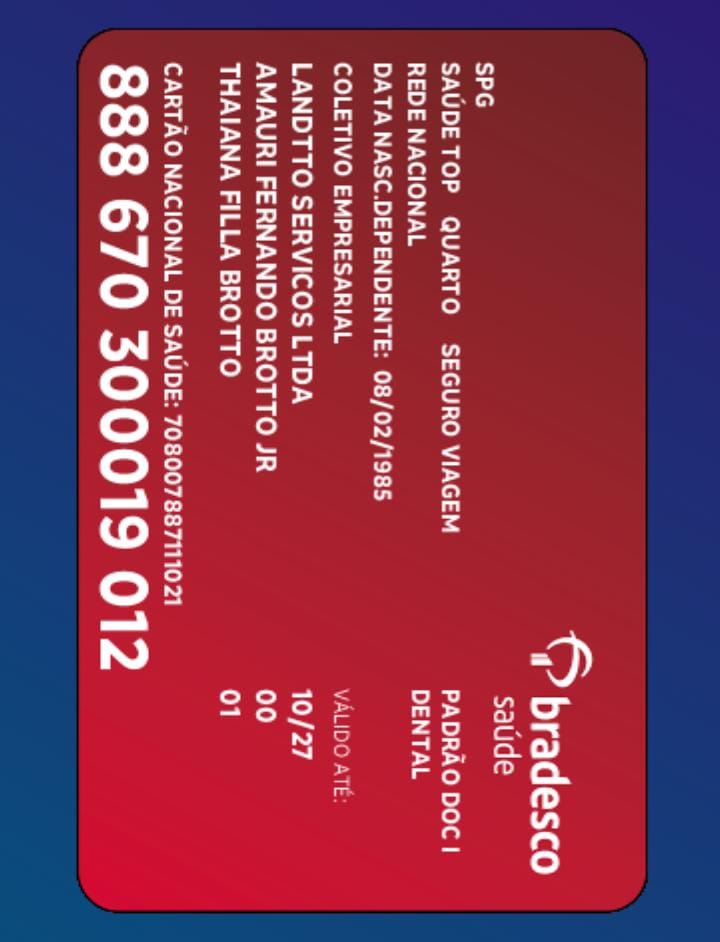 bradesco
saúde
SPG
SAÚDE TOP QUARTO SEGURO VIAGEM PADRÃO DOC I
REDE NACIONAL DENTAL
DATA NASC.DEPENDENTE: 08/02/1985
COLETIVO EMPRESARIAL VÁLIDO ATÉ:
LANDTTO SERVICOS LTDA 10/27
AMAURI FERNANDO BROTTO JR 00
THAIANA FILLA BROTTO 01
CARTÃO NACIONAL DE SAÚDE: 708007887111021
888 670 300019 012